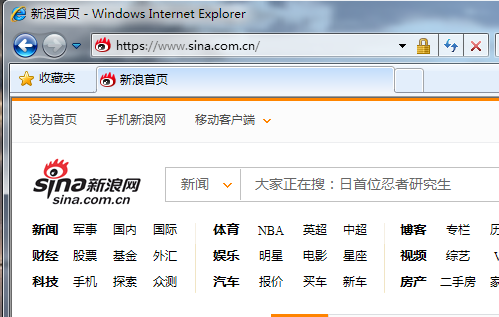 新浪首页 - Windows Internet Explorer
https://www.sina.com.cn/
收藏夹 新浪首页
设为首页 手机新浪网 移动客户端
sina新浪网
sina.com.cn
新闻 大家正在搜：日首位忍者研究生
新闻 军事 国内 国际 体育 NBA 英超 中超 博客 专栏 历
财经 股票 基金 外汇 娱乐 明星 电影 星座 视频 综艺 V
科技 手机 探索 众测 汽车 报价 买车 新车 房产 二手房 家